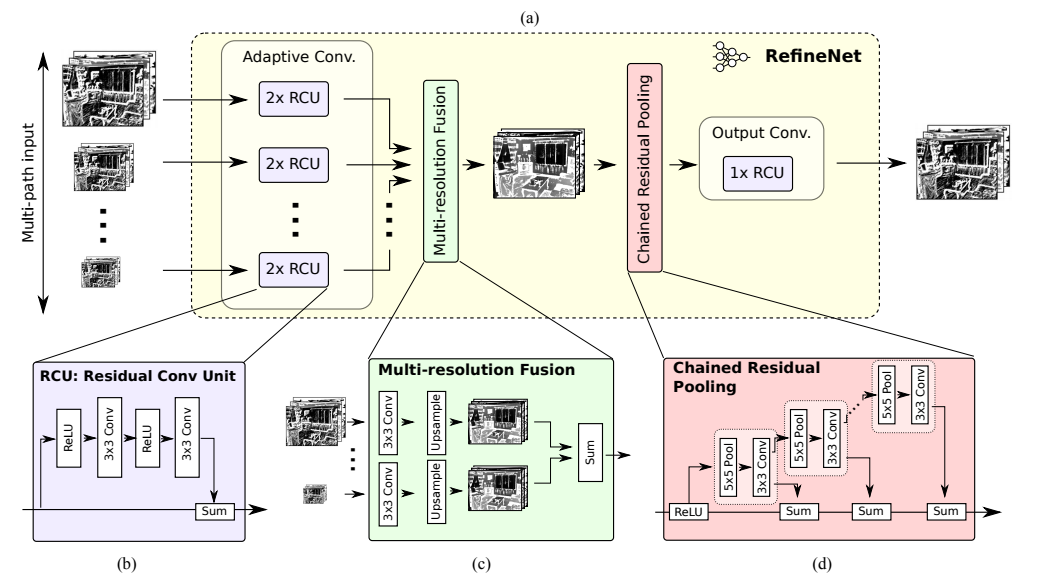 (a)
Multi-path input
Adaptive Conv.
2x RCU
2x RCU
2x RCU
Multi-resolution Fusion
Chained Residual Pooling
RefineNet
Output Conv.
1x RCU
RCU: Residual Conv Unit
ReLU
3x3 Conv
ReLU
3x3 Conv
Sum
(b)
Multi-resolution Fusion
3x3 Conv
Upsample
3x3 Conv
Upsample
Sum
(c)
Chained Residual
Pooling
ReLU
5x5 Pool
3x3 Conv
5x5 Pool
3x3 Conv
5x5 Pool
3x3 Conv
Sum
Sum
Sum
(d)